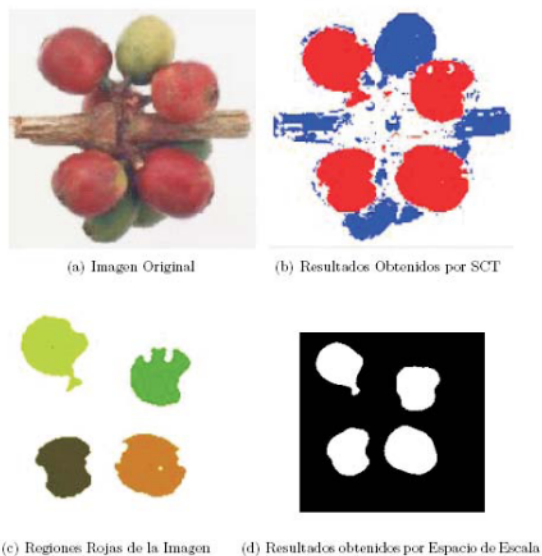 (a) Imagen Original
(b) Resultados Obtenidos por SCT
(c) Regiones Rojas de la Imagen
(d) Resultados obtenidos por Espacio de Escala